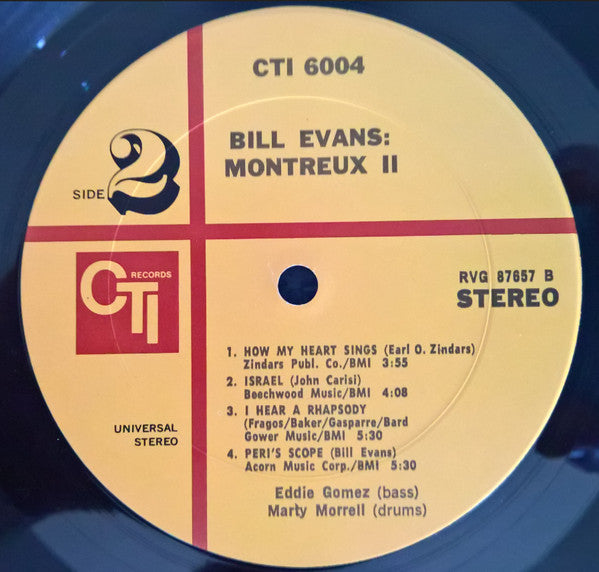 CTI 6004
BILL EVANS:
MONTREUX II
SIDE 2
CTI RECORDS
RVG 87657 B
STEREO
1. HOW MY HEART SINGS (Earl O. Zindars)
Zindars Publ. Co./BMI 3:55
2. ISRAEL (John Carisi)
Beechwood Music/BMI 4:08
3. I HEAR A RHAPSODY
(Fragos/Baker/Gasparre/Bard
Gower Music/BMI 5:30
4. PERI'S SCOPE (Bill Evans)
Acorn Music Corp./BMI 5:30
UNIVERSAL
STEREO
Eddie Gomez (bass)
Marty Morrell (drums)